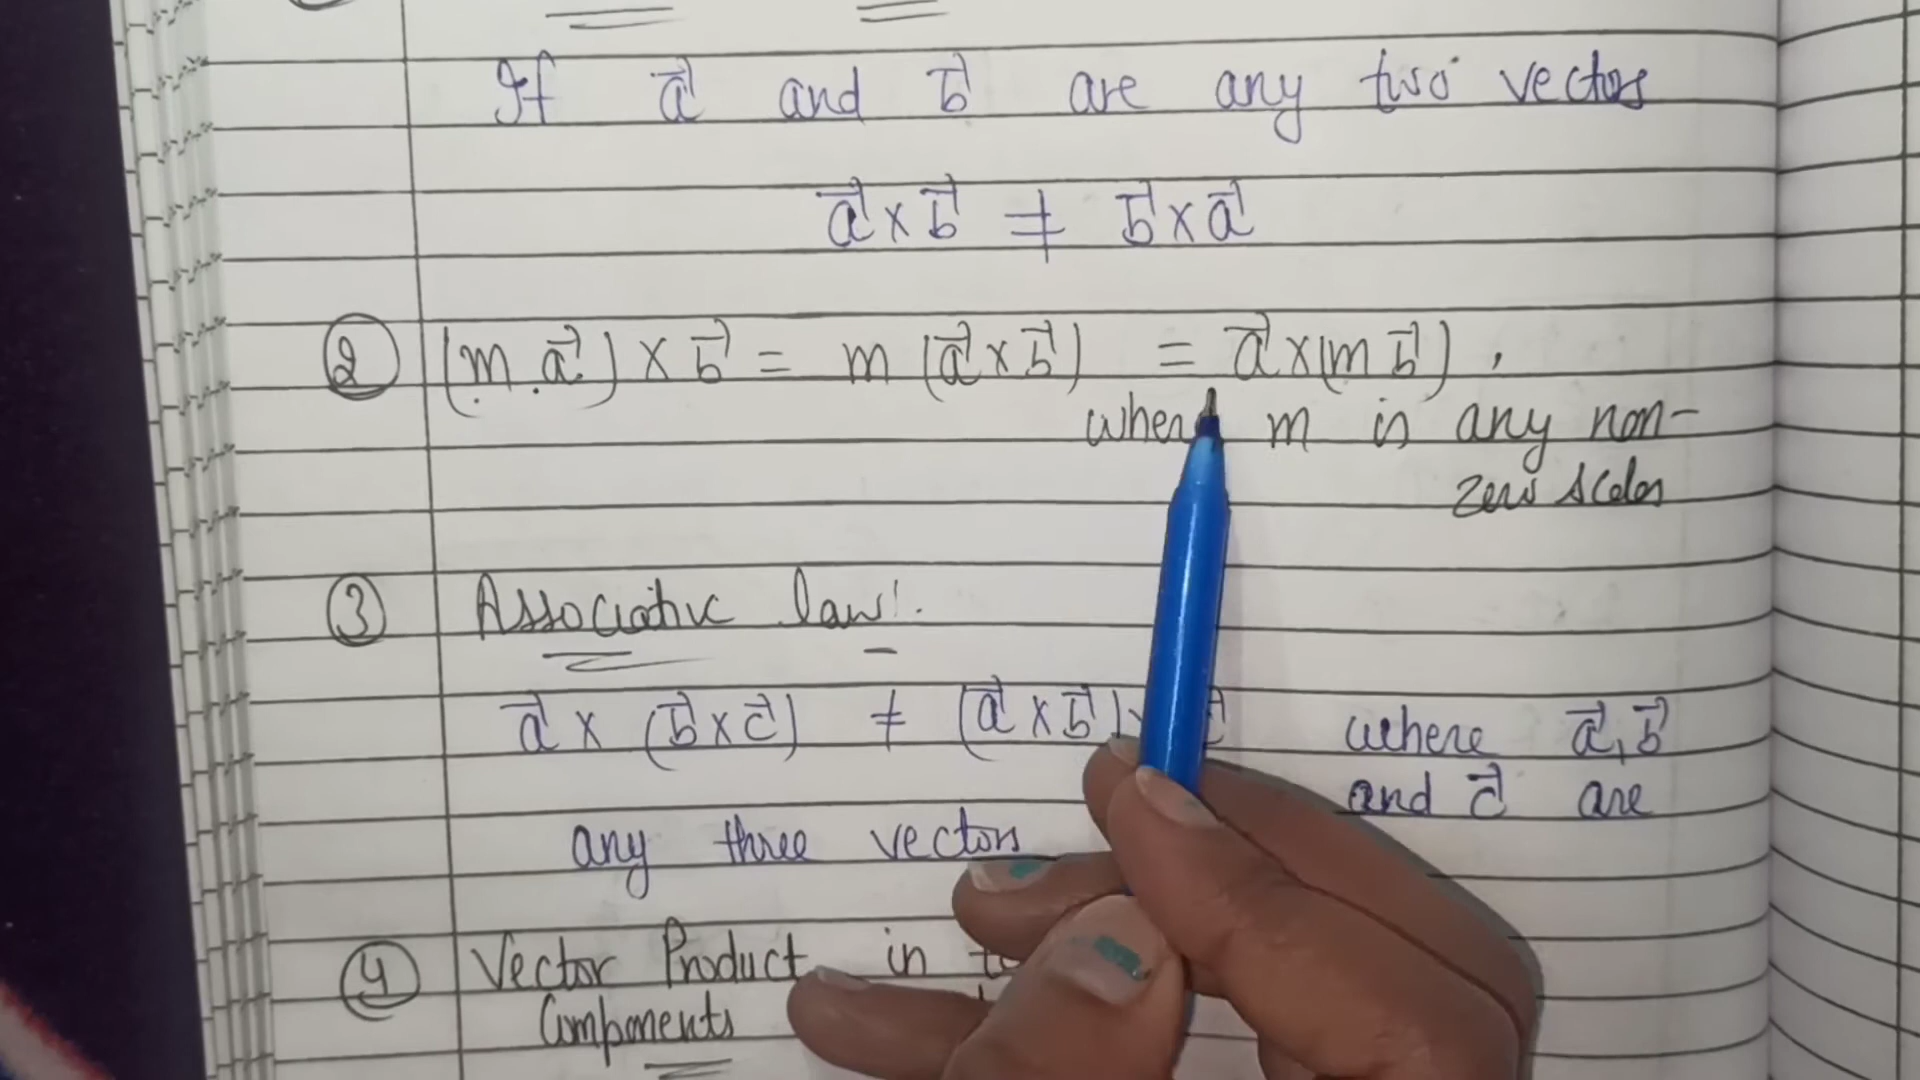 If a⃗ and b⃗ are any two vectors
a⃗ × b⃗ ≠ b⃗ × a⃗
② (m a⃗) × b⃗ = m (a⃗ × b⃗) = a⃗ × (m b⃗) .
where m is any non-
zero scalar
③ Associative law :-
a⃗ × (b⃗ × c⃗) ≠ (a⃗ × b⃗) × where a⃗, b⃗
and c⃗ are
any three vectors
④ Vector Product in
Components